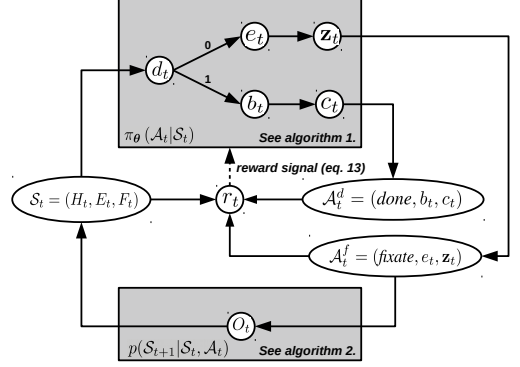 e_t
z_t
0
d_t
1
b_t
c_t
π_θ (A_t|S_t)
See algorithm 1.
reward signal (eq. 13)
S_t = (H_t, E_t, F_t)
r_t
A_t^d = (done, b_t, c_t)
A_t^f = (fixate, e_t, z_t)
O_t
p(S_{t+1}|S_t, A_t)
See algorithm 2.